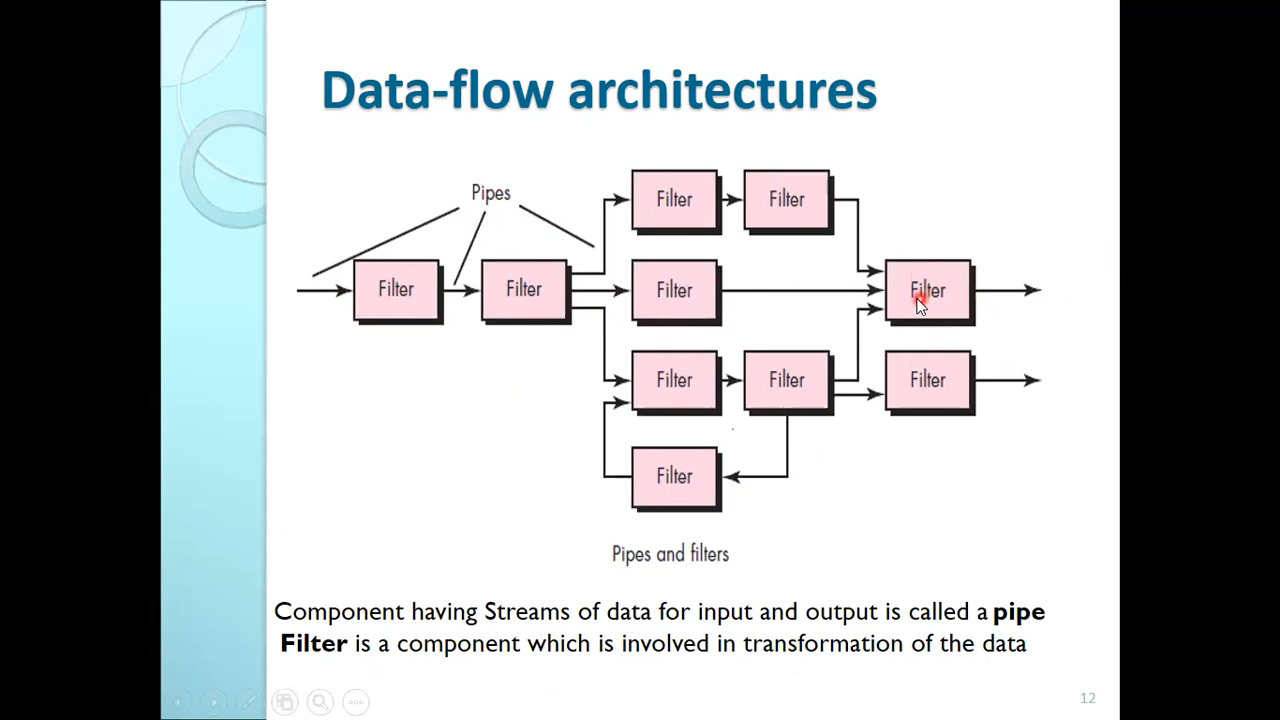 Data-flow architectures
Pipes
Filter Filter
Filter Filter Filter Filter
Filter Filter Filter
Filter
Pipes and filters
Component having Streams of data for input and output is called a pipe
Filter is a component which is involved in transformation of the data
12